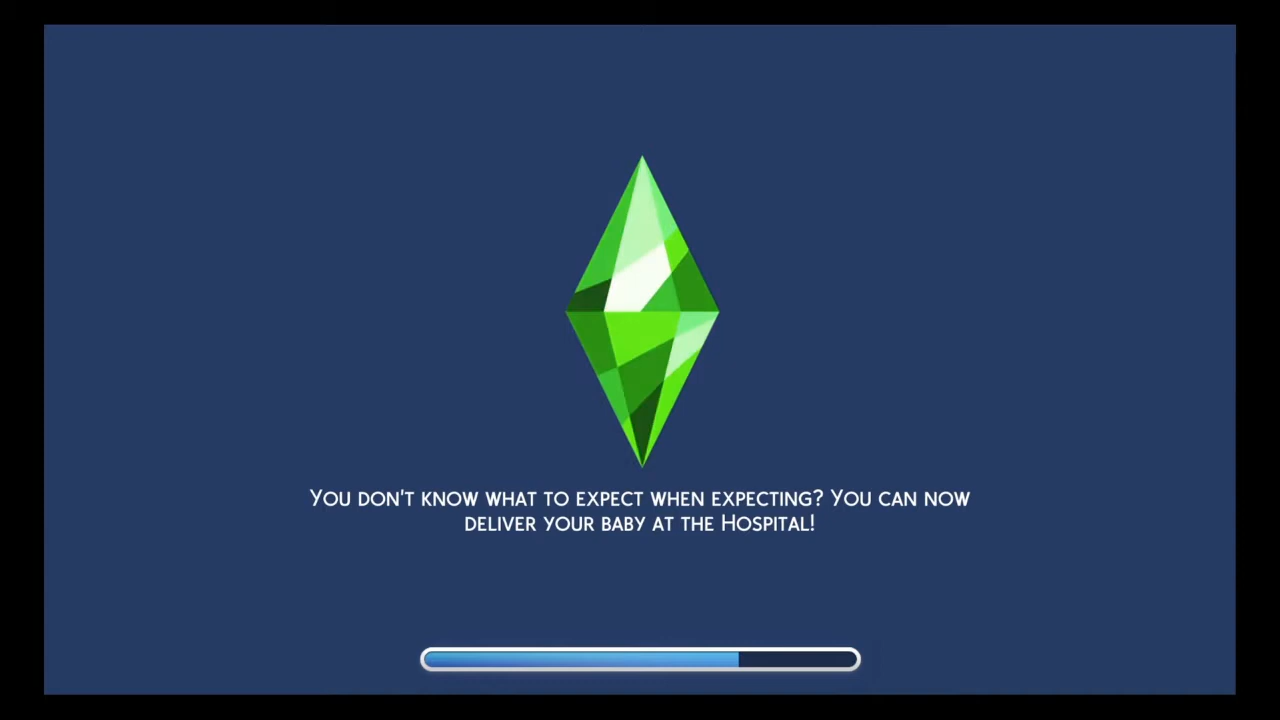 You don't know what to expect when expecting? You can now
deliver your baby at the Hospital!